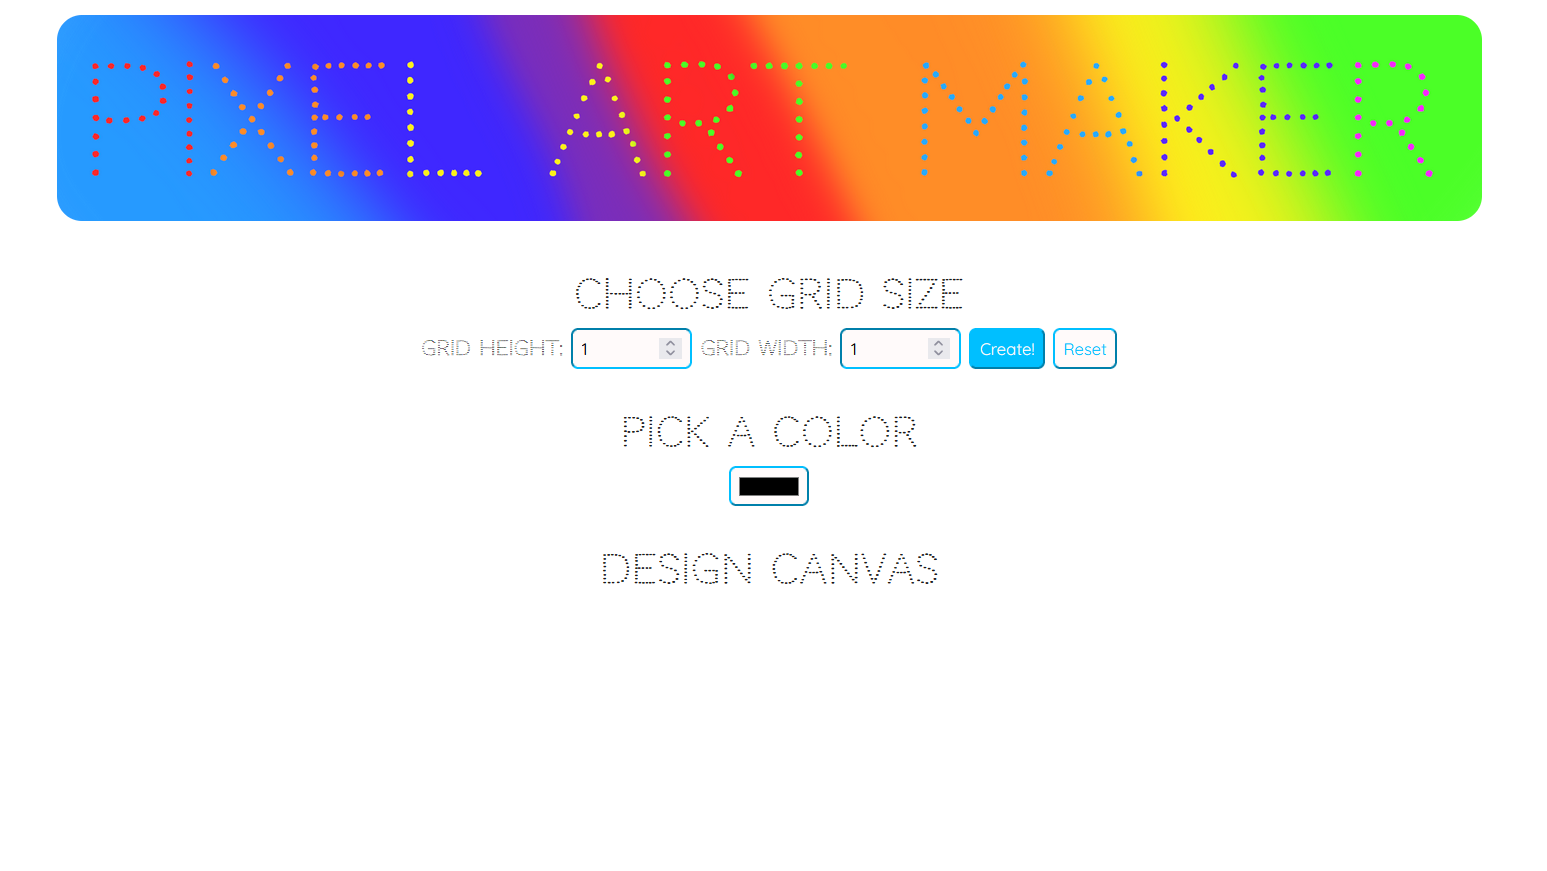 PIXEL ART MAKER
CHOOSE GRID SIZE
GRID HEIGHT: 1 GRID WIDTH: 1 Create! Reset
PICK A COLOR
DESIGN CANVAS